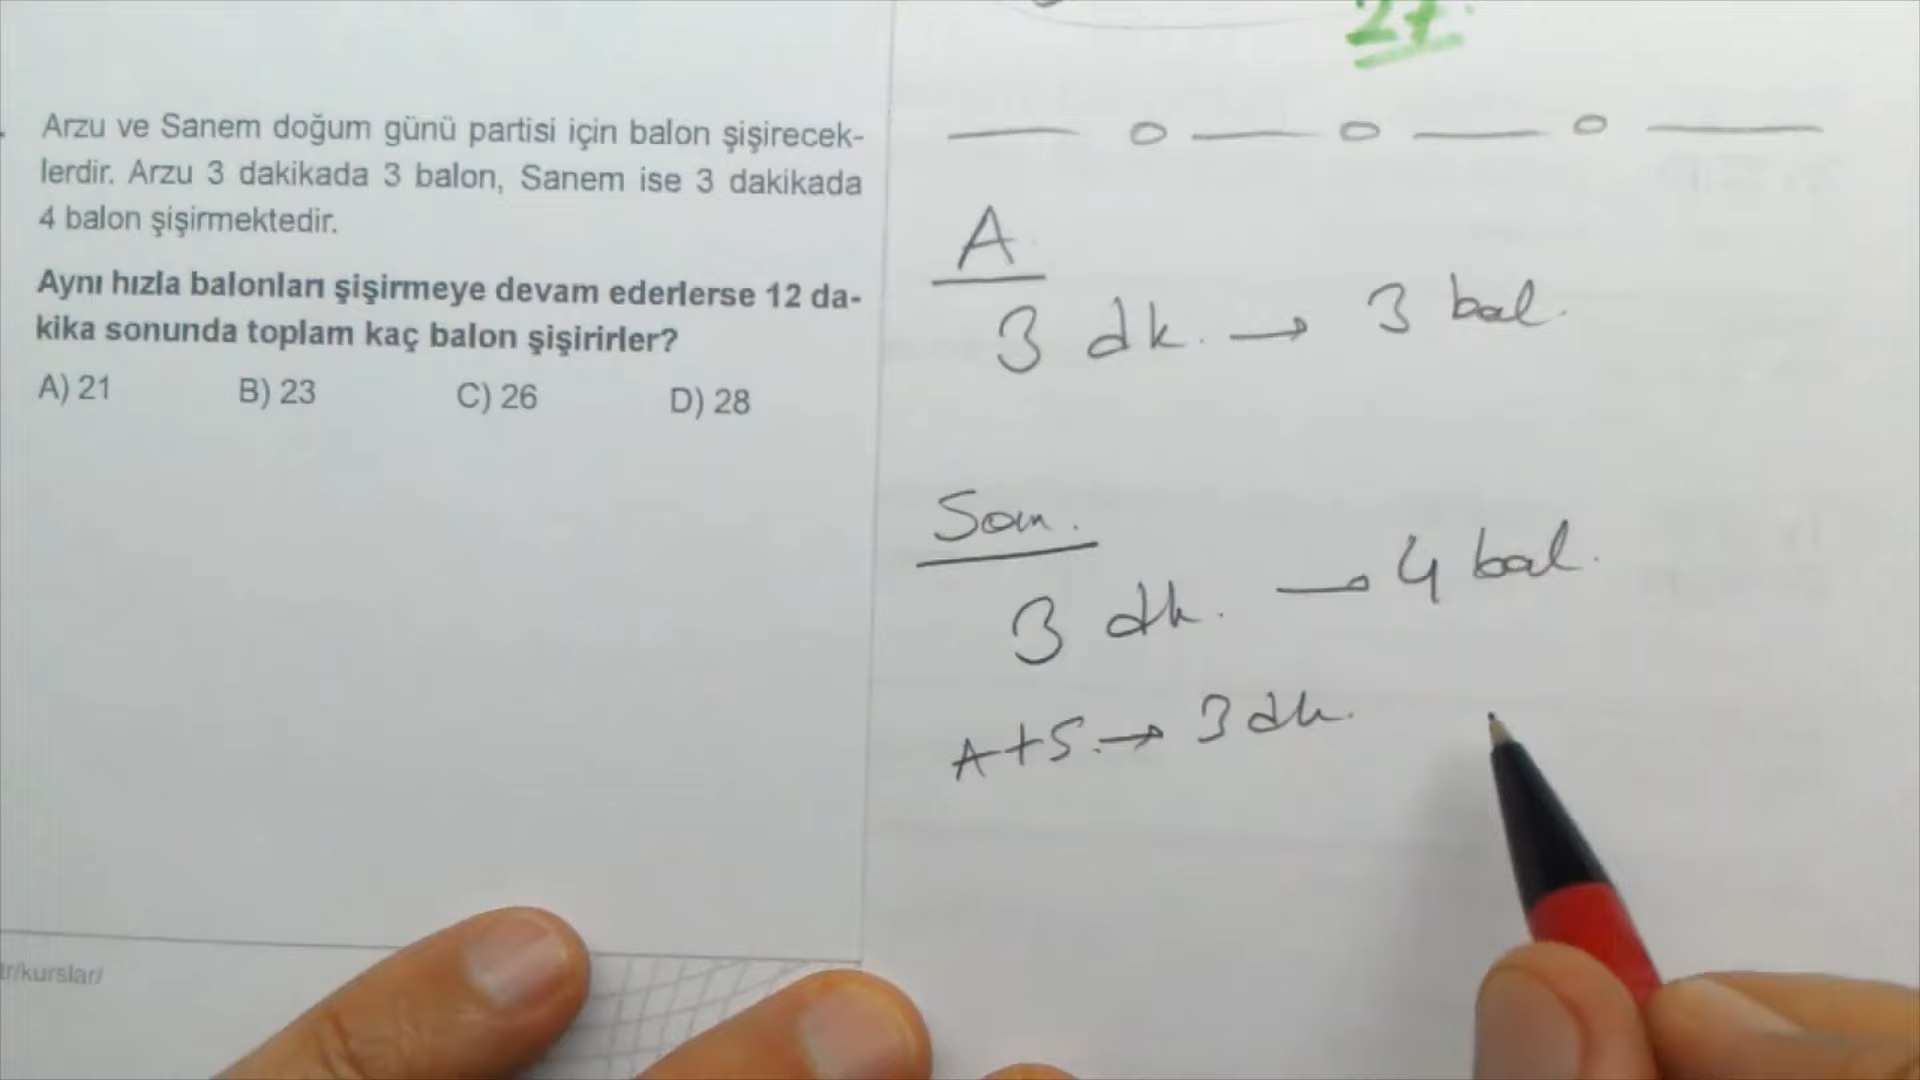 Arzu ve Sanem doğum günü partisi için balon şişirecek-
lerdir. Arzu 3 dakikada 3 balon, Sanem ise 3 dakikada
4 balon şişirmektedir.
Aynı hızla balonları şişirmeye devam ederlerse 12 da-
kika sonunda toplam kaç balon şişirirler?
A) 21 B) 23 C) 26 D) 28
tr/kurslar/
27.
A
3 dk. → 3 bal.
San.
3 dk. → 4 bal.
A+S. → 3 dk.